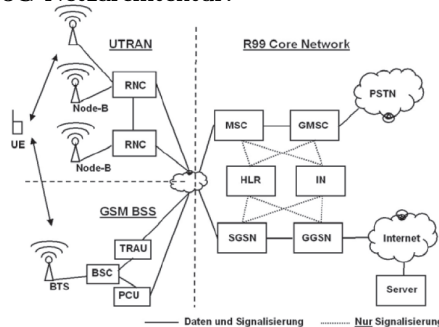 UTRAN
R99 Core Network
RNC
Node-B
PSTN
MSC
GMSC
UE
RNC
Node-B
HLR
IN
GSM BSS
TRAU
SGSN
GGSN
Internet
BSC
BTS
PCU
Server
Daten und Signalisierung
Nur Signalisierung